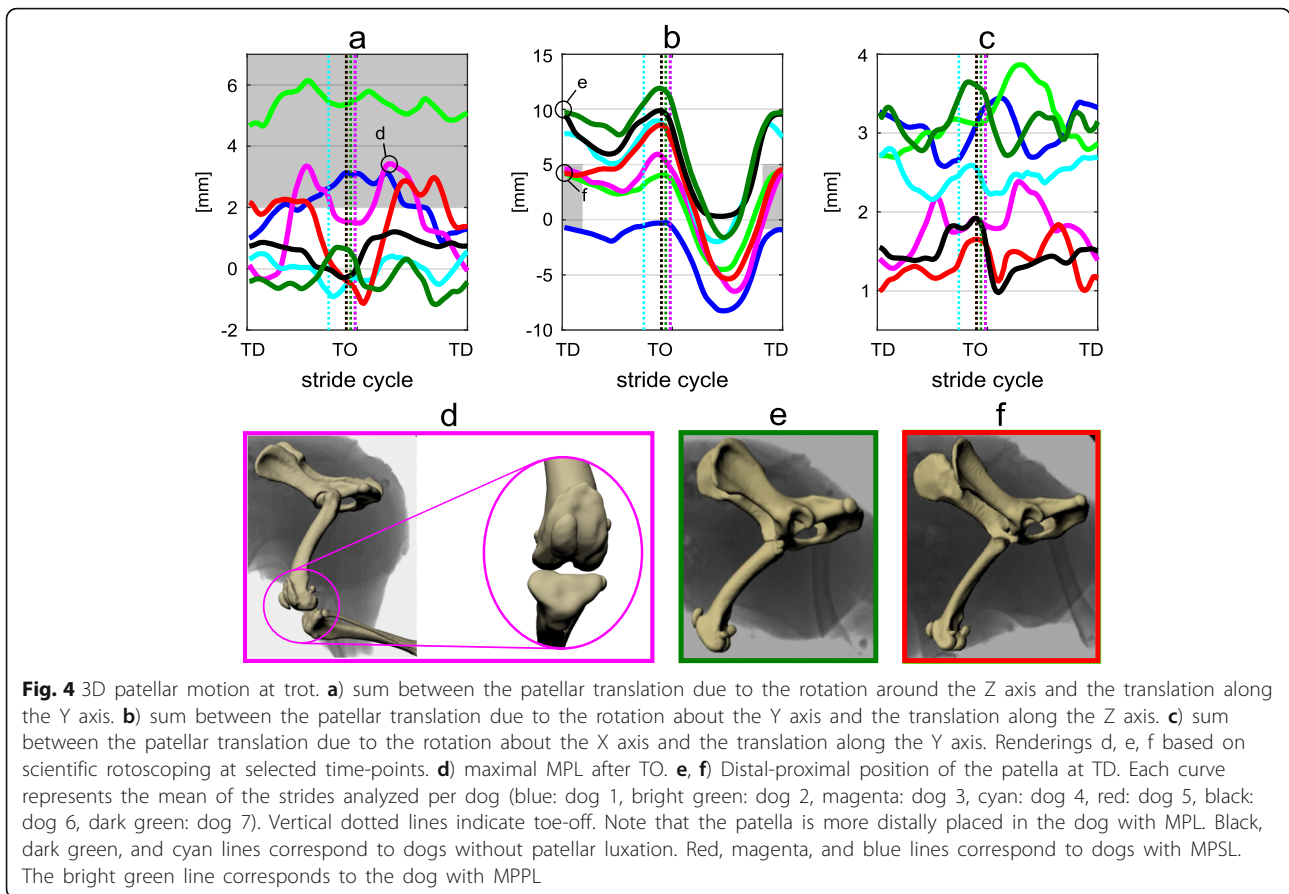 a
b
c
6
4
2
0
-2
[mm]
d
TD
TO
TD
stride cycle
15
10
5
0
-5
-10
[mm]
e
f
TD
TO
TD
stride cycle
4
3
2
1
[mm]
TD
TO
TD
stride cycle
d
e
f
Fig. 4 3D patellar motion at trot. a) sum between the patellar translation due to the rotation around the Z axis and the translation along
the Y axis. b) sum between the patellar translation due to the rotation about the Y axis and the translation along the Z axis. c) sum
between the patellar translation due to the rotation about the X axis and the translation along the Y axis. Renderings d, e, f based on
scientific rotoscoping at selected time-points. d) maximal MPL after TO. e, f) Distal-proximal position of the patella at TD. Each curve
represents the mean of the strides analyzed per dog (blue: dog 1, bright green: dog 2, magenta: dog 3, cyan: dog 4, red: dog 5, black:
dog 6, dark green: dog 7). Vertical dotted lines indicate toe-off. Note that the patella is more distally placed in the dog with MPL. Black,
dark green, and cyan lines correspond to dogs without patellar luxation. Red, magenta, and blue lines correspond to dogs with MPSL.
The bright green line corresponds to the dog with MPPL